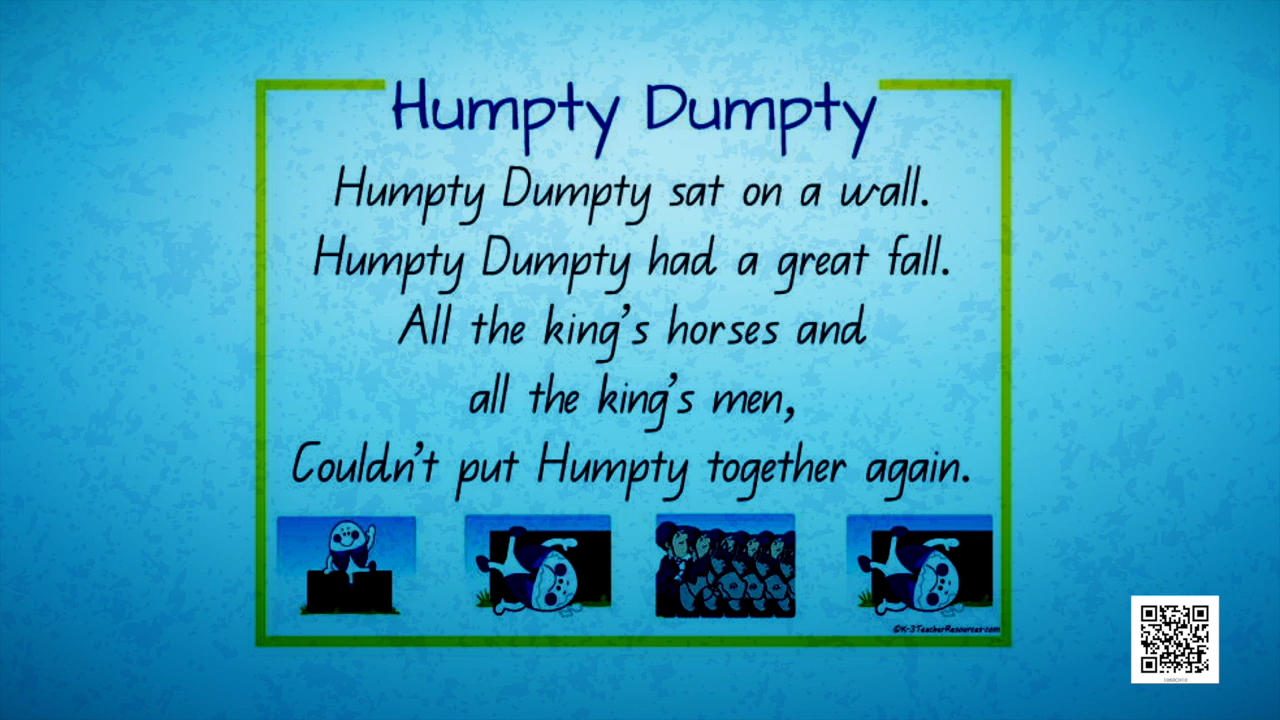 Humpty Dumpty
Humpty Dumpty sat on a wall.
Humpty Dumpty had a great fall.
All the king's horses and
all the king's men,
Couldn't put Humpty together again.
©K-3TeacherResources.com